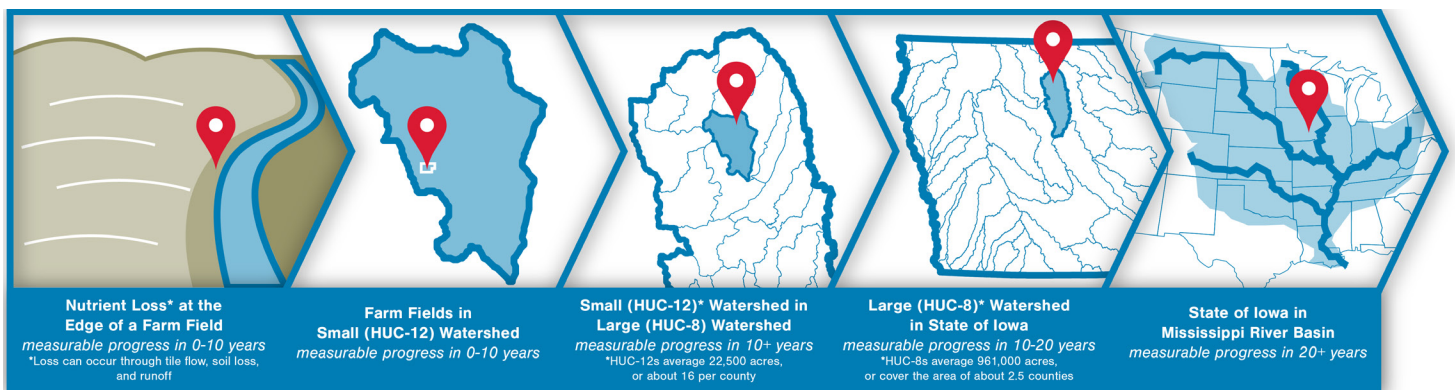 Nutrient Loss* at the
Edge of a Farm Field
measurable progress in 0-10 years
*Loss can occur through tile flow, soil loss,
and runoff
Farm Fields in
Small (HUC-12) Watershed
measurable progress in 0-10 years
Small (HUC-12)* Watershed in
Large (HUC-8) Watershed
measurable progress in 10+ years
*HUC-12s average 22,500 acres,
or about 16 per county
Large (HUC-8)* Watershed
in State of Iowa
measurable progress in 10-20 years
*HUC-8s average 961,000 acres,
or cover the area of about 2.5 counties
State of Iowa in
Mississippi River Basin
measurable progress in 20+ years